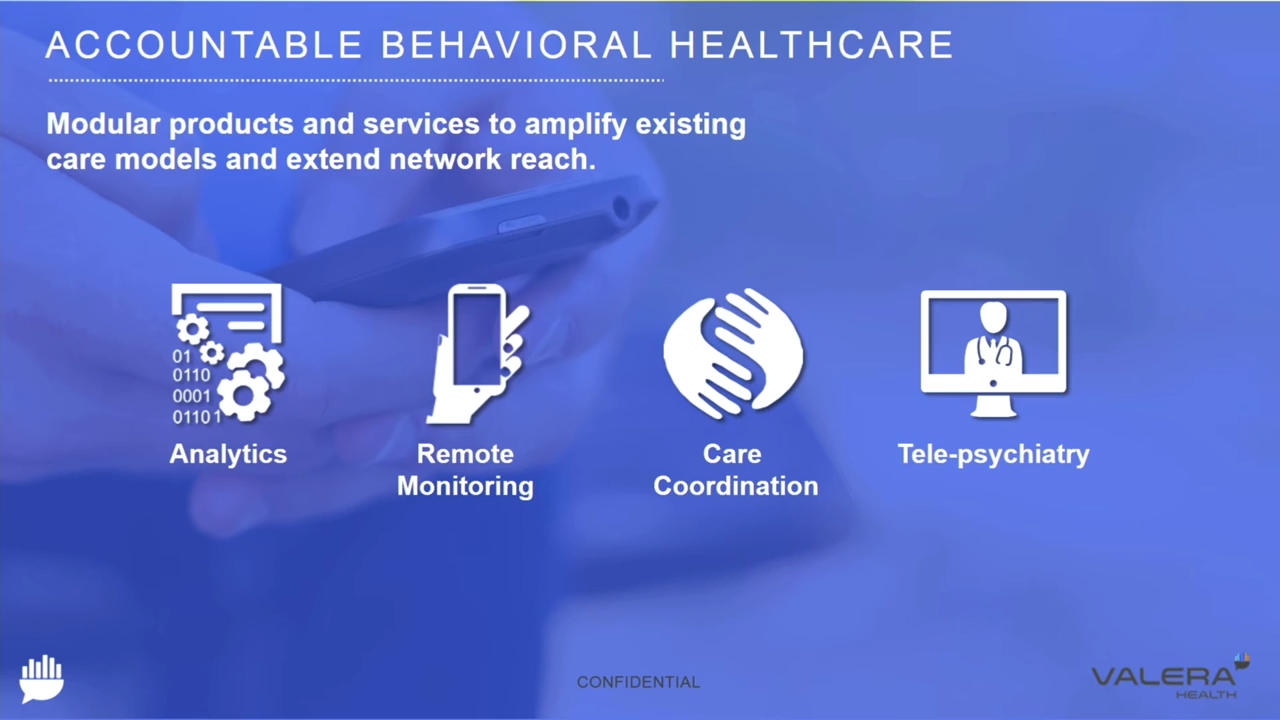 ACCOUNTABLE BEHAVIORAL HEALTHCARE
Modular products and services to amplify existing
care models and extend network reach.
01
0110
0001
01101
Analytics
Remote
Monitoring
Care
Coordination
Tele-psychiatry
CONFIDENTIAL
VALERA
HEALTH